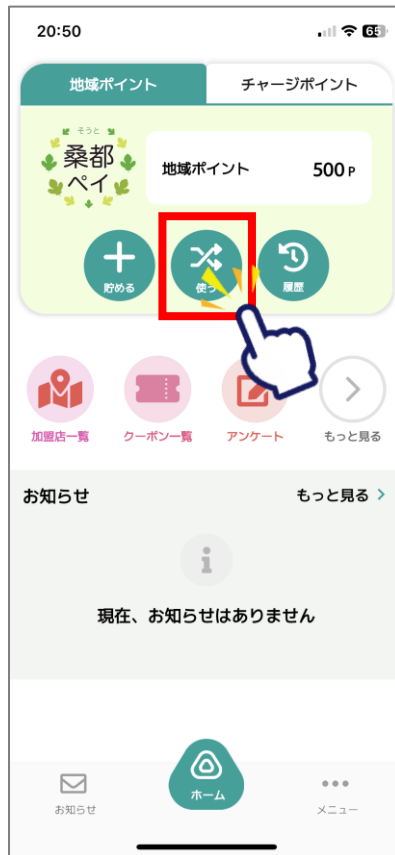 20:50
65
地域ポイント
チャージポイント
そうと
桑都
ペイ
地域ポイント 500 P
貯める
使う
履歴
加盟店一覧
クーポン一覧
アンケート
もっと見る
お知らせ
もっと見る
現在、お知らせはありません
お知らせ
ホーム
メニュー